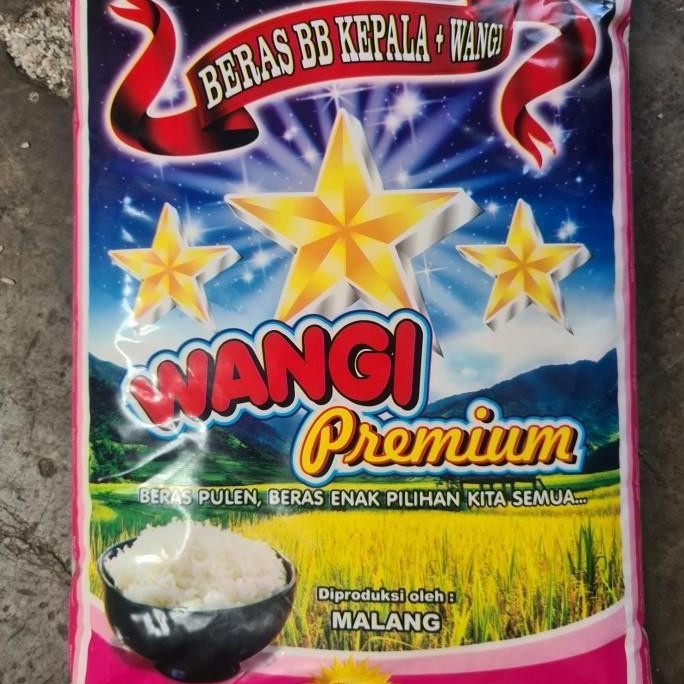 BERAS BB KEPALA + WANGI
WANGI
Premium
BERAS PULEN, BERAS ENAK PILIHAN KITA SEMUA...
Diproduksi oleh :
MALANG